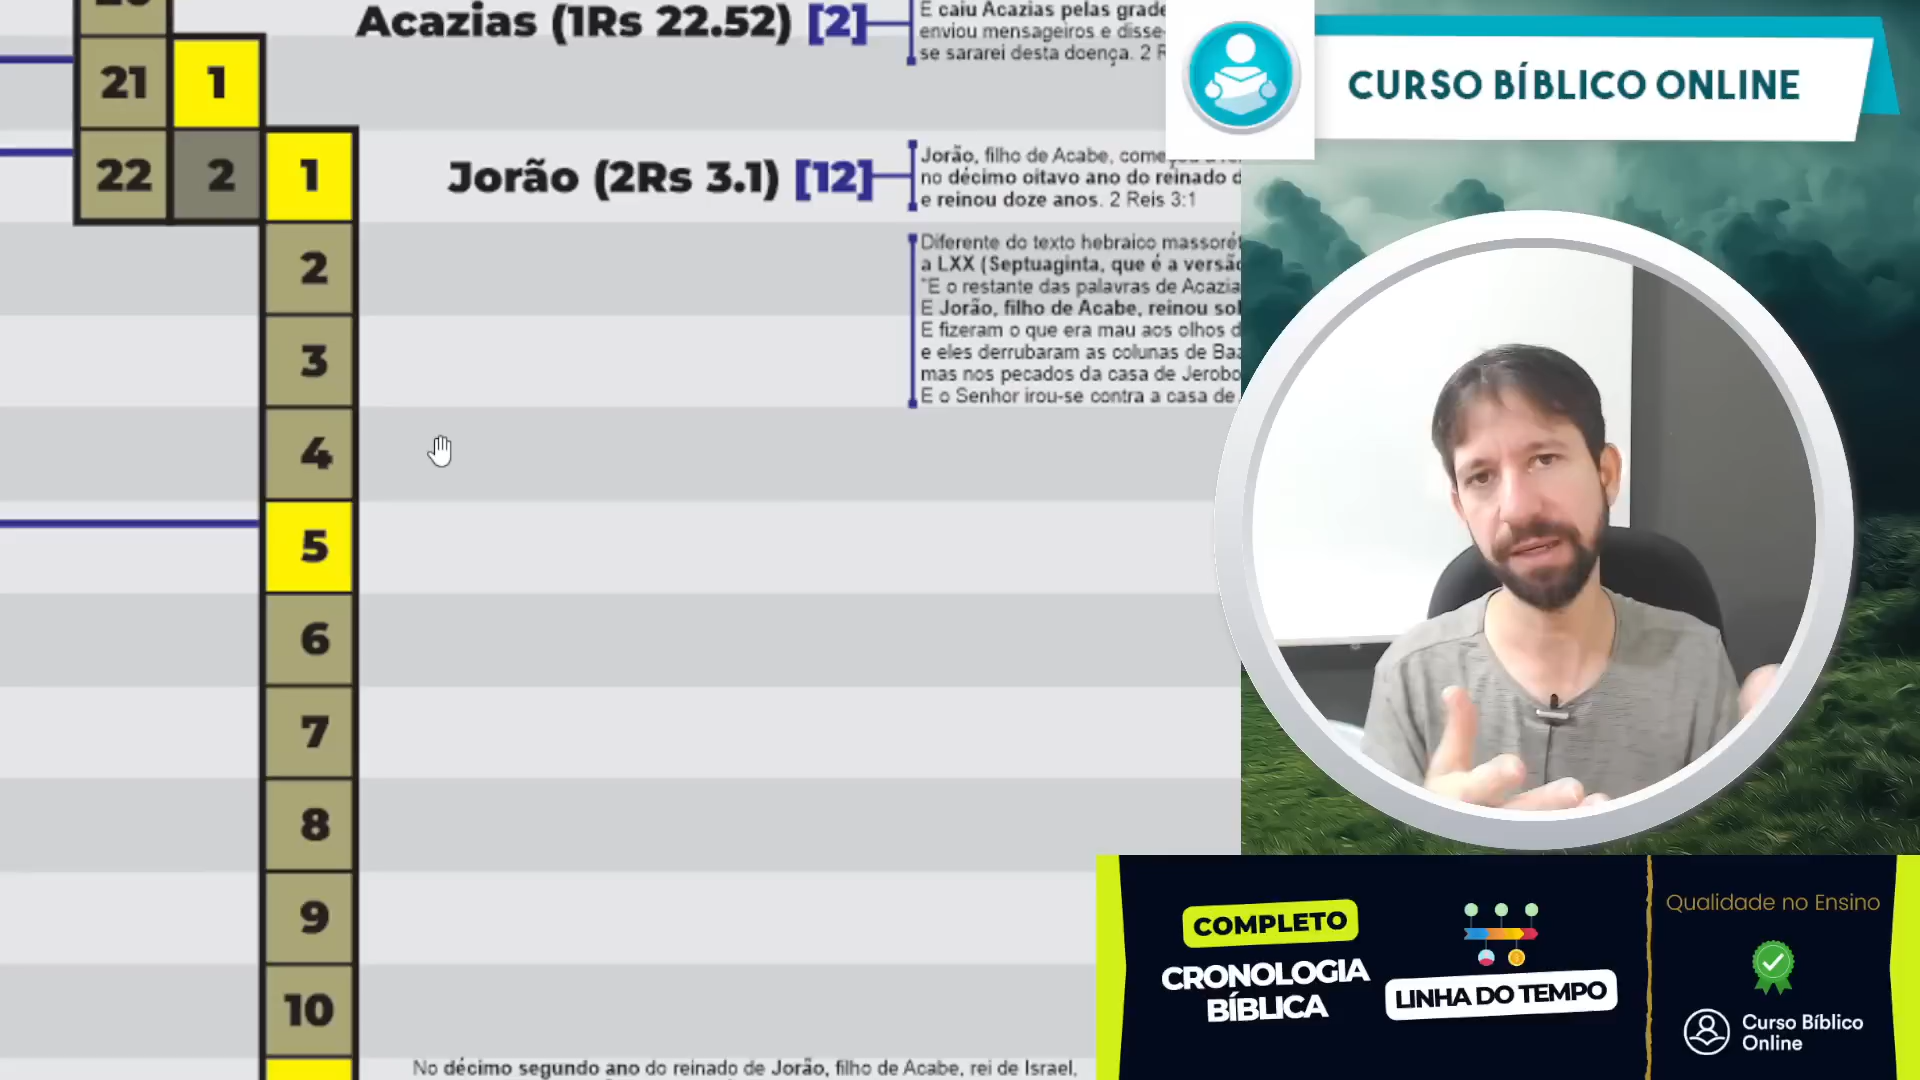 Acazias (1Rs 22.52) [2]
E caiu Acazias pelas grade
enviou mensageiros e disse-
se sararei desta doença. 2 R
21 1
22 2 1
Jorão (2Rs 3.1) [12]
Jorão, filho de Acabe,
no décimo oitavo ano do reinado d
e reinou doze anos. 2 Reis 3:1
2
Diferente do texto hebraico massorét
a LXX (Septuaginta, que é a versão
"E o restante das palavras de Acazia
E Jorão, filho de Acabe, reinou sol
E fizeram o que era mau aos olhos d
e eles derrubaram as colunas de Baa
mas nos pecados da casa de Jerobo
E o Senhor irou-se contra a casa de
3
4
5
6
7
8
9
10
No décimo segundo ano do reinado de Jorão, filho de Acabe, rei de Israel,
CURSO BÍBLICO ONLINE
COMPLETO
CRONOLOGIA
BÍBLICA
LINHA DO TEMPO
Qualidade no Ensino
Curso Bíblico
Online